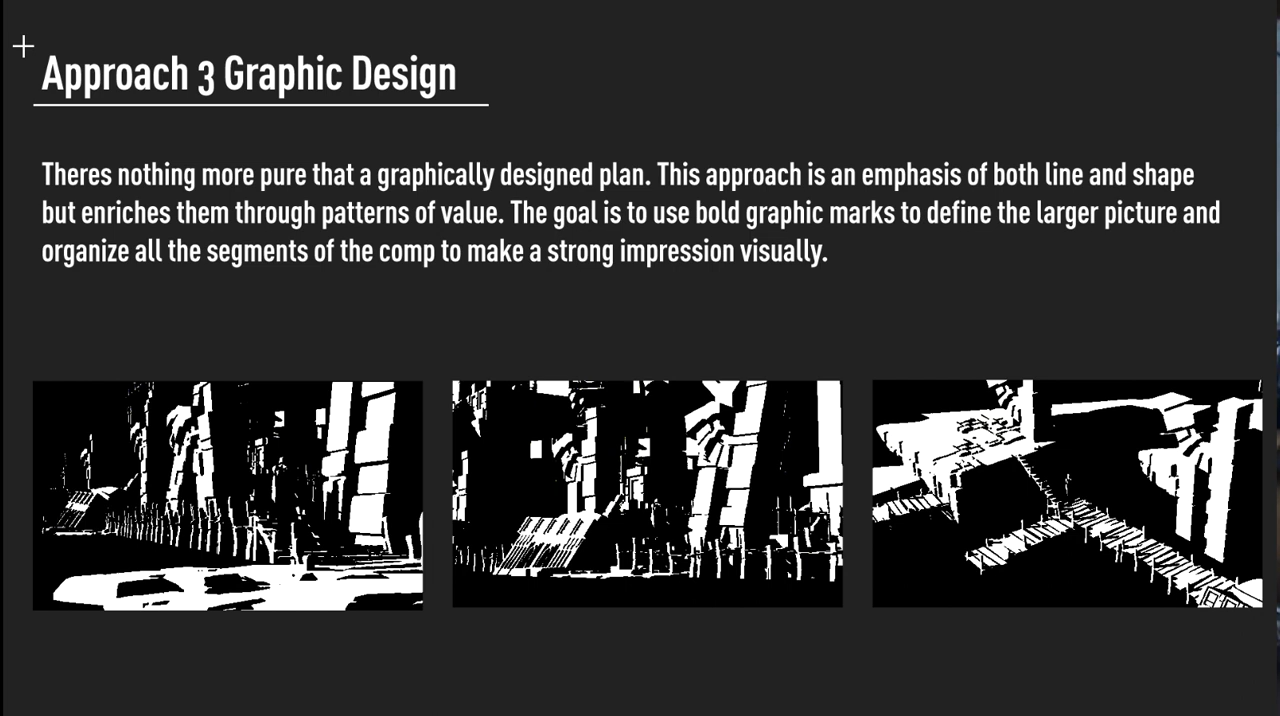 Approach 3 Graphic Design
Theres nothing more pure that a graphically designed plan. This approach is an emphasis of both line and shape
but enriches them through patterns of value. The goal is to use bold graphic marks to define the larger picture and
organize all the segments of the comp to make a strong impression visually.